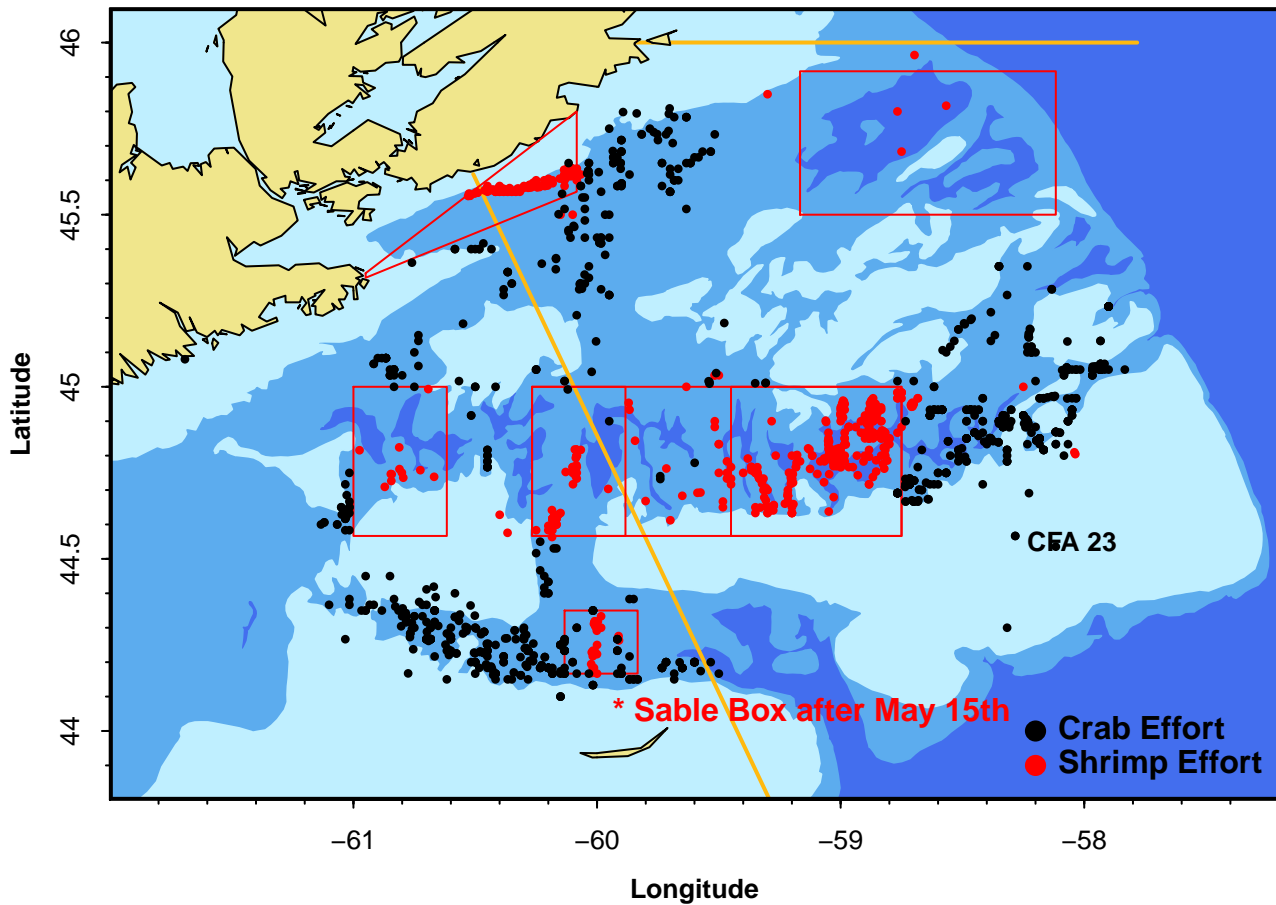 46
45.5
45
44.5
44
Latitude
CFA 23
* Sable Box after May 15th
Crab Effort
Shrimp Effort
−61
−60
−59
−58
Longitude